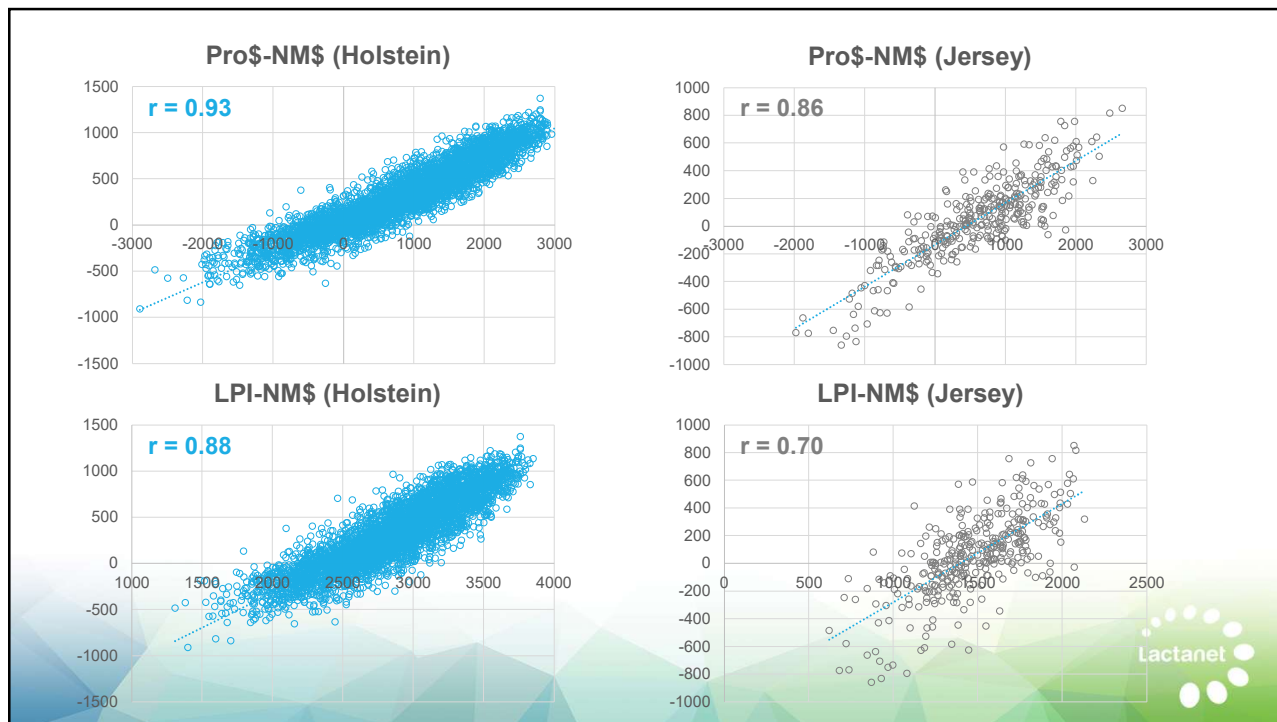 Pro$-NM$ (Holstein)
r = 0.93
1500
1000
500
0
-500
-1000
-1500
-3000 -2000 -1000 0 1000 2000 3000
Pro$-NM$ (Jersey)
r = 0.86
1000
800
600
400
200
0
-200
-400
-600
-800
-1000
-3000 -2000 -1000 0 1000 2000 3000
LPI-NM$ (Holstein)
r = 0.88
1500
1000
500
0
-500
-1000
-1500
1000 1500 2000 2500 3000 3500 4000
LPI-NM$ (Jersey)
r = 0.70
1000
800
600
400
200
0
-200
-400
-600
-800
-1000
0 500 1000 1500 2000 2500
Lactanet